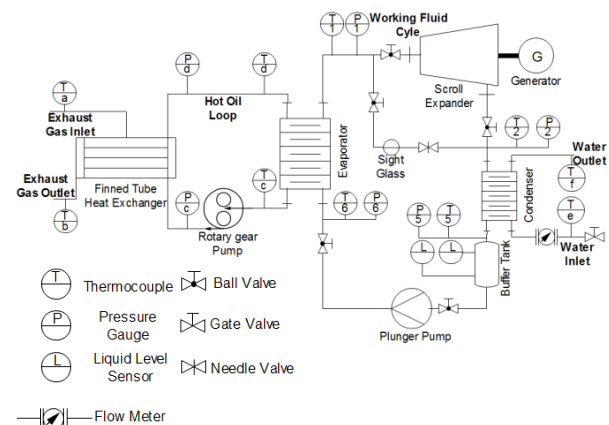 T
1
P
1
Working Fluid
Cyle
G
Generator
Scroll
Expander
T
a
P
d
T
d
Hot Oil
Loop
Exhaust
Gas Inlet
Evaporator
Sight
Glass
T
2
P
2
Water
Outlet
T
f
Exhaust
Gas Outlet
Finned Tube
Heat Exchanger
T
b
P
c
T
c
Rotary gear
Pump
T
6
P
6
P
5
T
5
Condenser
T
e
Water
Inlet
L
L
Buffer Tank
Plunger Pump
T
Thermocouple
Ball Valve
P
Pressure
Gauge
Gate Valve
L
Liquid Level
Sensor
Needle Valve
Flow Meter